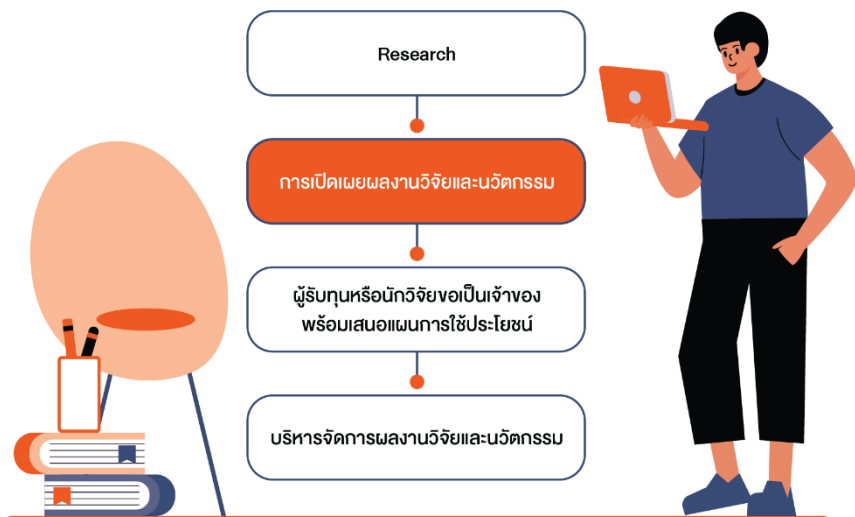 Research
การเปิดเผยผลงานวิจัยและนวัตกรรม
ผู้รับทุนหรือนักวิจัยขอเป็นเจ้าของ
พร้อมเสนอแผนการใช้ประโยชน์
บริหารจัดการผลงานวิจัยและนวัตกรรม